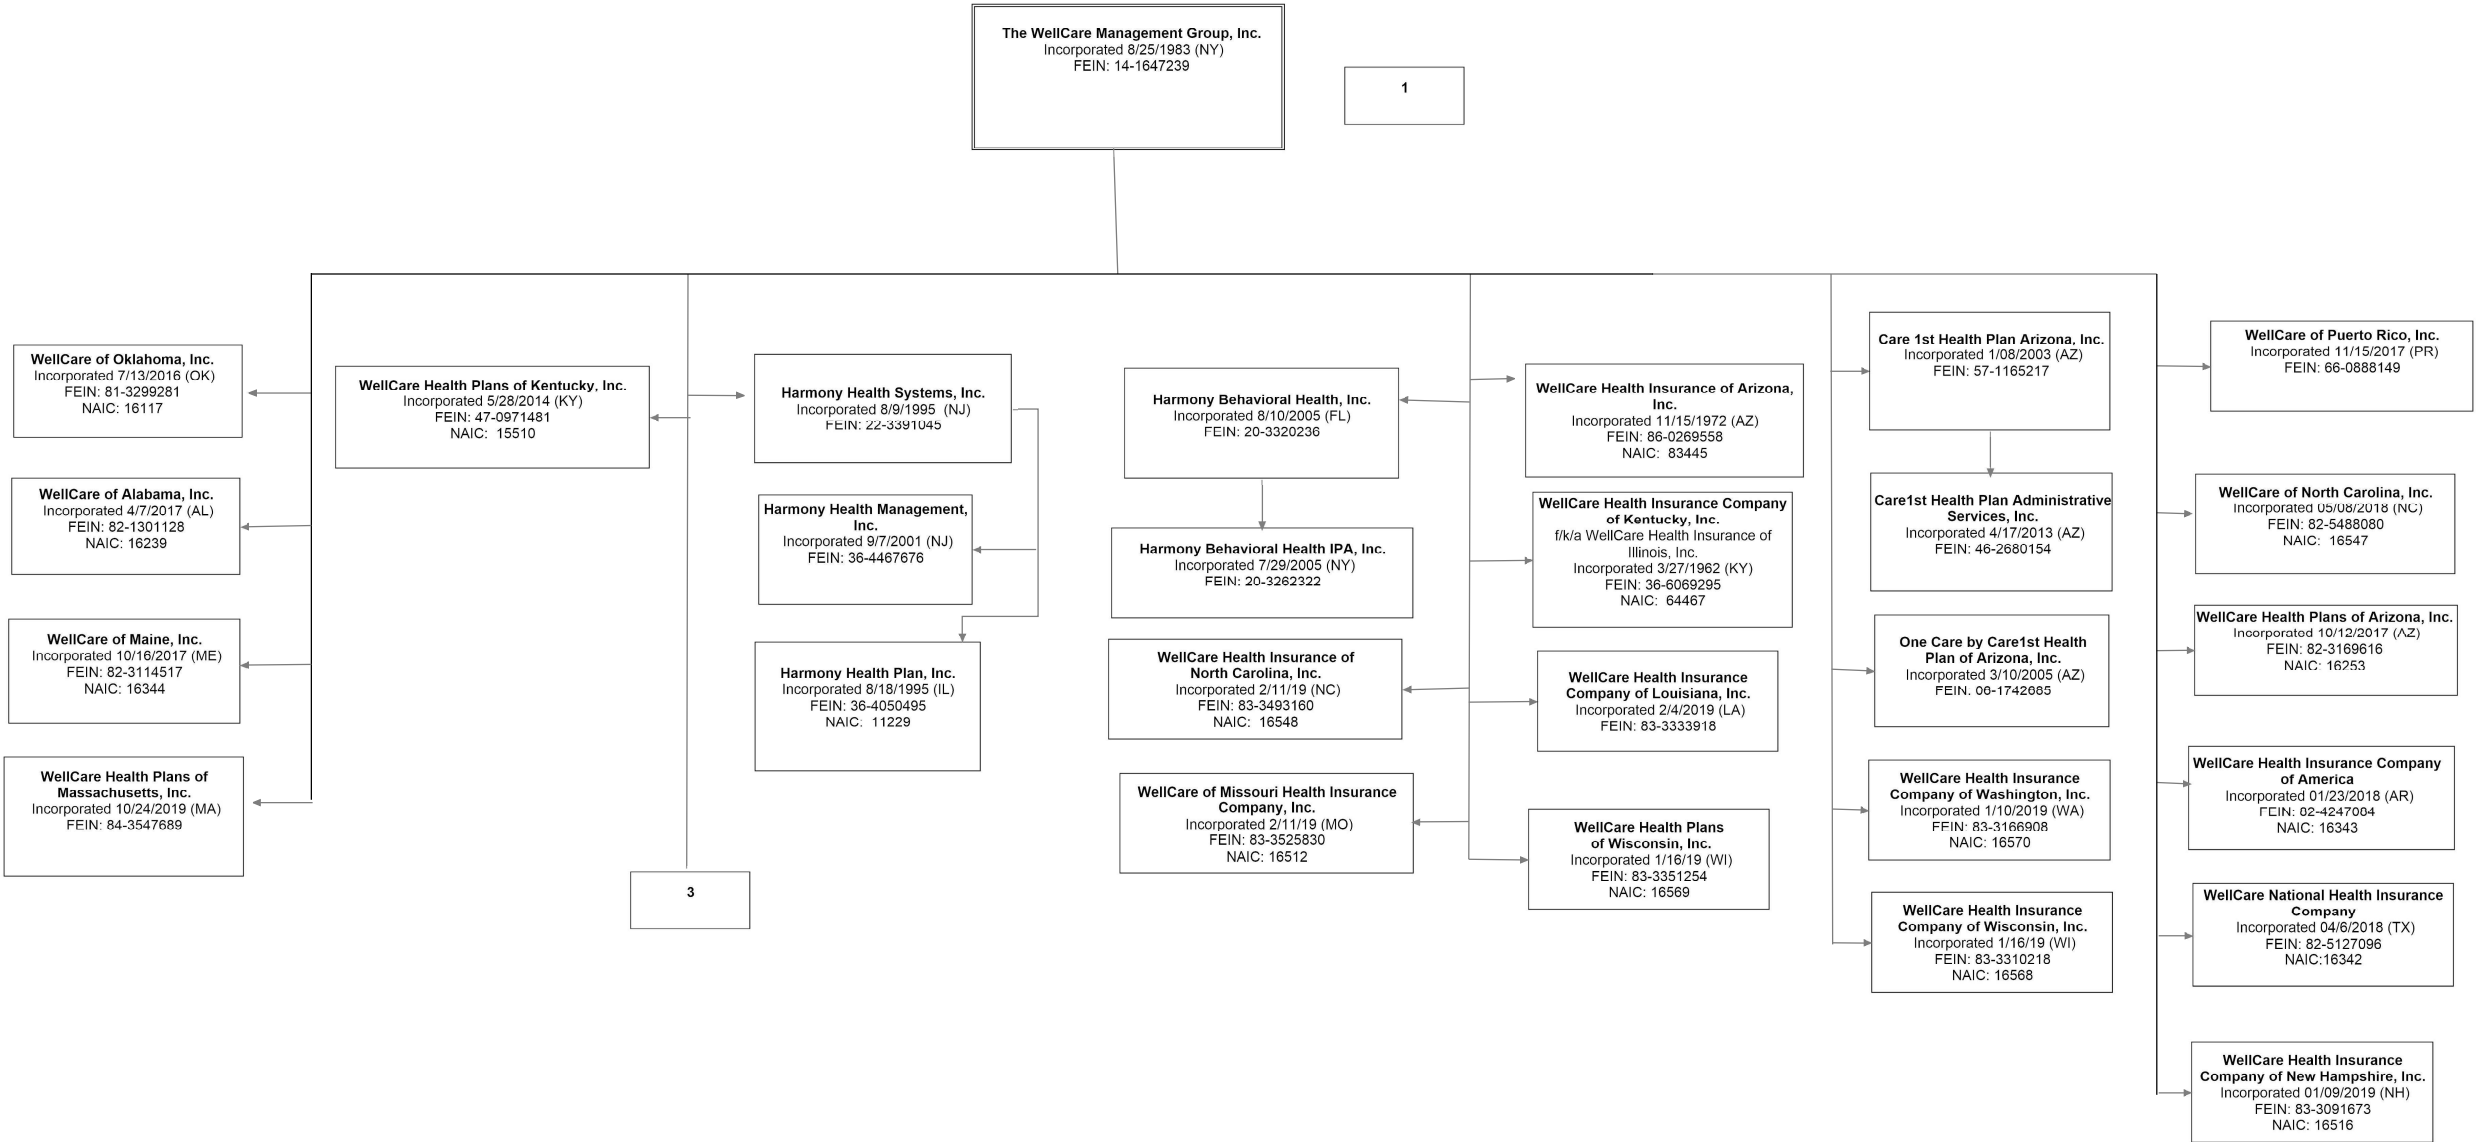 The WellCare Management Group, Inc.
Incorporated 8/25/1983 (NY)
FEIN: 14-1647239
1
WellCare of Oklahoma, Inc.
Incorporated 7/13/2016 (OK)
FEIN: 81-3299281
NAIC: 16117
WellCare of Alabama, Inc.
Incorporated 4/7/2017 (AL)
FEIN: 82-1301128
NAIC: 16239
WellCare of Maine, Inc.
Incorporated 10/16/2017 (ME)
FEIN: 82-3114517
NAIC: 16344
WellCare Health Plans of
Massachusetts, Inc.
Incorporated 10/24/2019 (MA)
FEIN: 84-3547689
WellCare Health Plans of Kentucky, Inc.
Incorporated 5/28/2014 (KY)
FEIN: 47-0971481
NAIC: 15510
3
Harmony Health Systems, Inc.
Incorporated 8/9/1995 (NJ)
FEIN: 22-3391045
Harmony Health Management,
Inc.
Incorporated 9/7/2001 (NJ)
FEIN: 36-4467676
Harmony Health Plan, Inc.
Incorporated 8/18/1995 (IL)
FEIN: 36-4050495
NAIC: 11229
Harmony Behavioral Health, Inc.
Incorporated 8/10/2005 (FL)
FEIN: 20-3320236
Harmony Behavioral Health IPA, Inc.
Incorporated 7/29/2005 (NY)
FEIN: 20-3262322
WellCare Health Insurance of
North Carolina, Inc.
Incorporated 2/11/19 (NC)
FEIN: 83-3493160
NAIC: 16548
WellCare of Missouri Health Insurance
Company, Inc.
Incorporated 2/11/19 (MO)
FEIN: 83-3525830
NAIC: 16512
WellCare Health Insurance of Arizona,
Inc.
Incorporated 11/15/1972 (AZ)
FEIN: 86-0269558
NAIC: 83445
WellCare Health Insurance Company
of Kentucky, Inc.
f/k/a WellCare Health Insurance of
Illinois, Inc.
Incorporated 3/27/1962 (KY)
FEIN: 36-6069295
NAIC: 64467
WellCare Health Insurance
Company of Louisiana, Inc.
Incorporated 2/4/2019 (LA)
FEIN: 83-3333918
WellCare Health Plans
of Wisconsin, Inc.
Incorporated 1/16/19 (WI)
FEIN: 83-3351254
NAIC: 16569
Care 1st Health Plan Arizona, Inc.
Incorporated 1/08/2003 (AZ)
FEIN: 57-1165217
Care1st Health Plan Administrative
Services, Inc.
Incorporated 4/17/2013 (AZ)
FEIN: 46-2680154
One Care by Care1st Health
Plan of Arizona, Inc.
Incorporated 3/10/2005 (AZ)
FEIN: 06-1742685
WellCare Health Insurance
Company of Washington, Inc.
Incorporated 1/10/2019 (WA)
FEIN: 83-3166908
NAIC: 16570
WellCare Health Insurance
Company of Wisconsin, Inc.
Incorporated 1/16/19 (WI)
FEIN: 83-3310218
NAIC: 16568
WellCare of Puerto Rico, Inc.
Incorporated 11/15/2017 (PR)
FEIN: 66-0888149
WellCare of North Carolina, Inc.
Incorporated 05/08/2018 (NC)
FEIN: 82-5488080
NAIC: 16547
WellCare Health Plans of Arizona, Inc.
Incorporated 10/12/2017 (AZ)
FEIN: 82-3169616
NAIC: 16253
WellCare Health Insurance Company
of America
Incorporated 01/23/2018 (AR)
FEIN: 82-4247084
NAIC: 16343
WellCare National Health Insurance
Company
Incorporated 04/6/2018 (TX)
FEIN: 82-5127096
NAIC:16342
WellCare Health Insurance
Company of New Hampshire, Inc.
Incorporated 01/09/2019 (NH)
FEIN: 83-3091673
NAIC: 16516